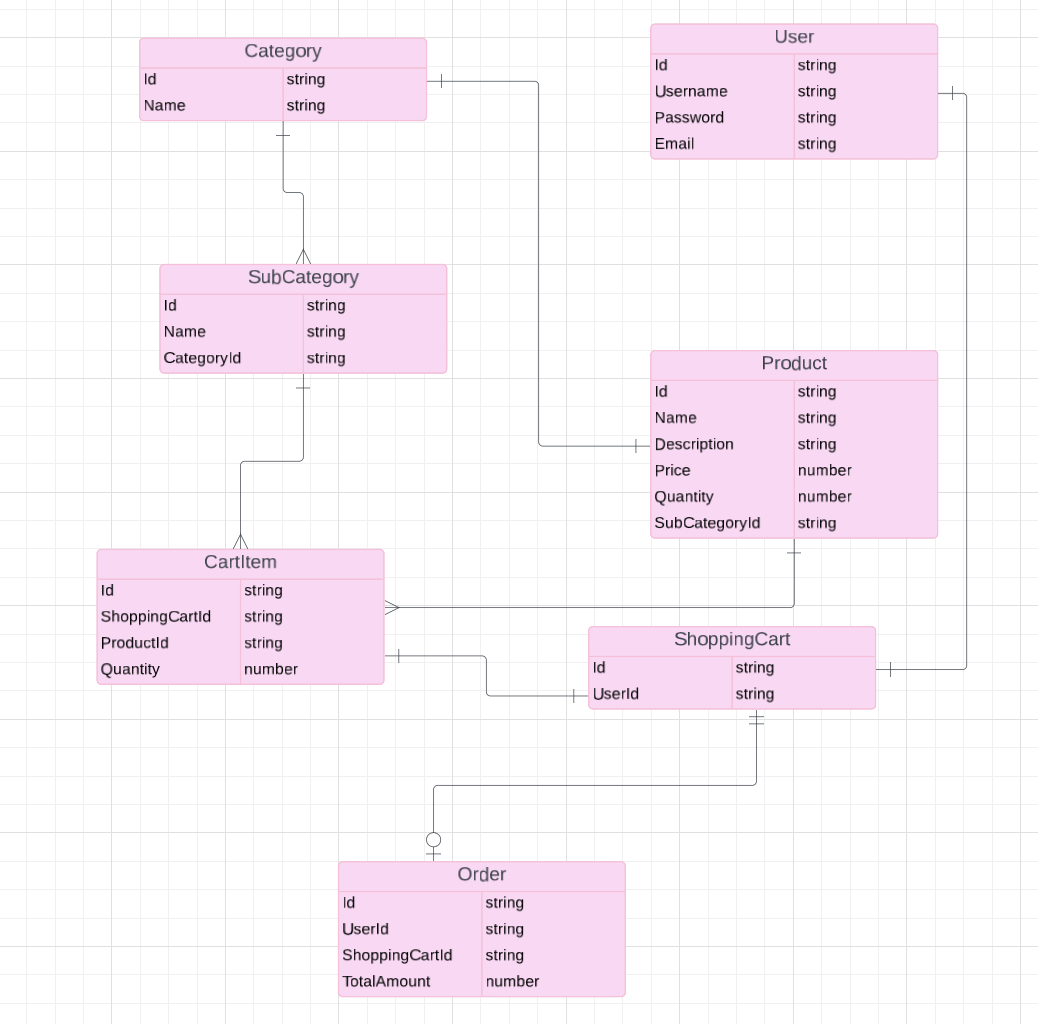 Category
Id string
Name string
User
Id string
Username string
Password string
Email string
SubCategory
Id string
Name string
CategoryId string
Product
Id string
Name string
Description string
Price number
Quantity number
SubCategoryId string
CartItem
Id string
ShoppingCartId string
ProductId string
Quantity number
ShoppingCart
Id string
UserId string
Order
Id string
UserId string
ShoppingCartId string
TotalAmount number